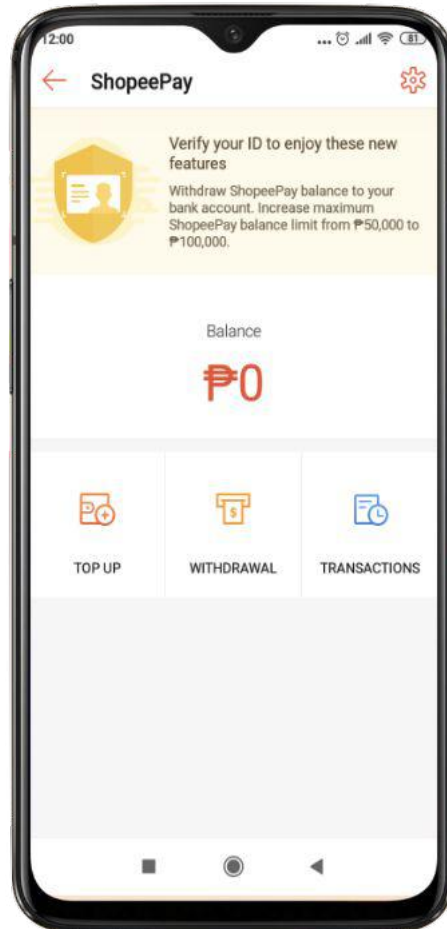 12:00
... 81
ShopeePay
Verify your ID to enjoy these new
features
Withdraw ShopeePay balance to your
bank account. Increase maximum
ShopeePay balance limit from ₱50,000 to
₱100,000.
Balance
₱0
TOP UP
WITHDRAWAL
TRANSACTIONS